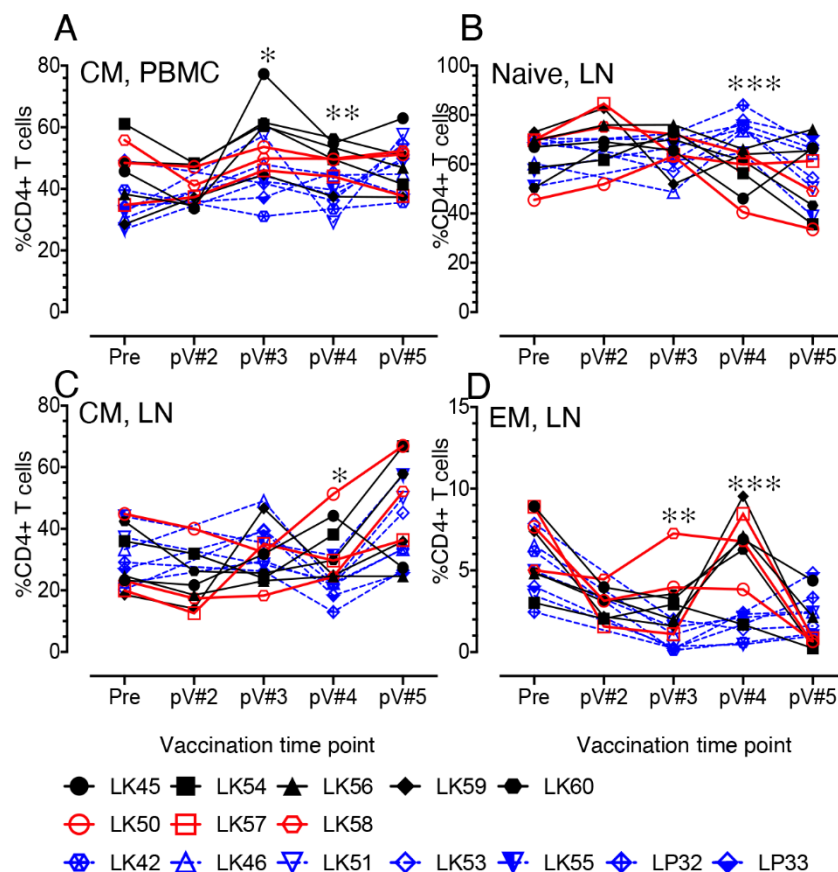 A B
CM, PBMC * ** Naive, LN ***
%CD4+ T cells %CD4+ T cells
80 100
60 80
60
40
40
20
20
0 0
Pre pV#2 pV#3 pV#4 pV#5 Pre pV#2 pV#3 pV#4 pV#5
C D
CM, LN * EM, LN ** ***
%CD4+ T cells %CD4+ T cells
80 15
60
10
40
5
20
0 0
Pre pV#2 pV#3 pV#4 pV#5 Pre pV#2 pV#3 pV#4 pV#5
Vaccination time point Vaccination time point
LK45 LK54 LK56 LK59 LK60
LK50 LK57 LK58
LK42 LK46 LK51 LK53 LK55 LP32 LP33